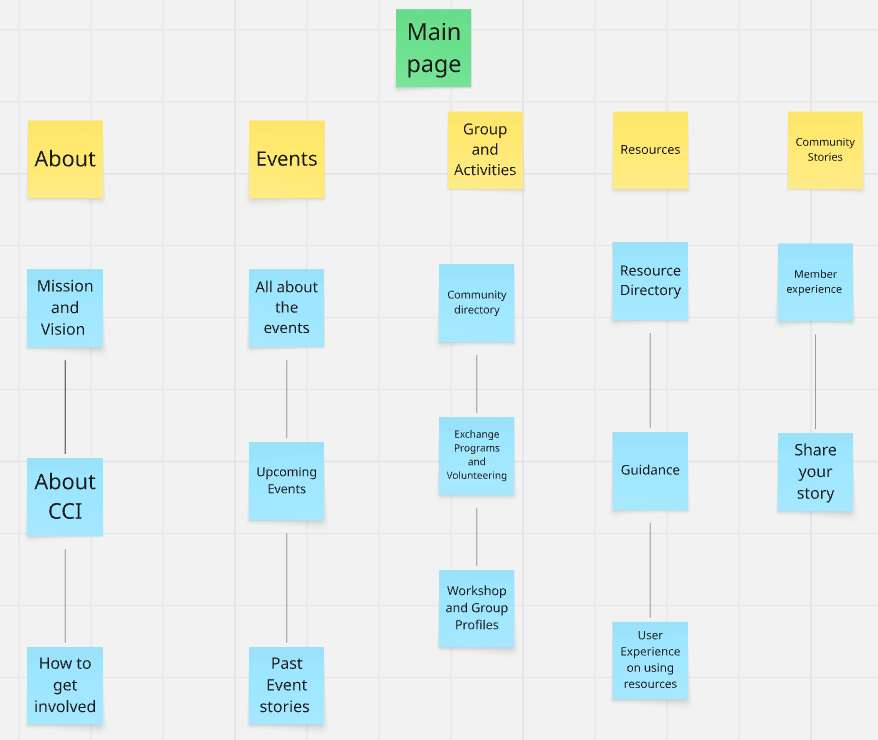 Main
page
About
Events
Group
and
Activities
Resources
Community
Stories
Mission
and
Vision
All about
the
events
Community
directory
Resource
Directory
Member
experience
About
CCI
Upcoming
Events
Exchange
Programs
and
Volunteering
Guidance
Share
your
story
How to
get
involved
Past
Event
stories
Workshop
and Group
Profiles
User
Experience
on using
resources